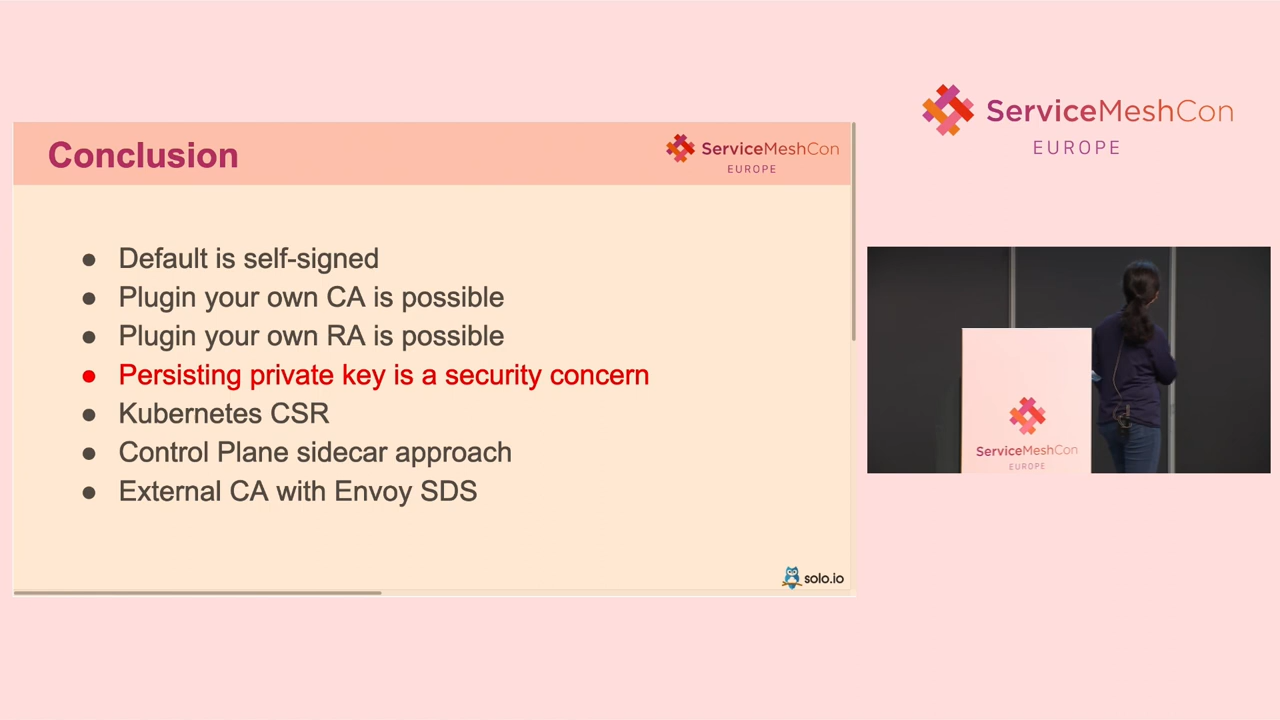 Conclusion
ServiceMeshCon
EUROPE
Default is self-signed
Plugin your own CA is possible
Plugin your own RA is possible
Persisting private key is a security concern
Kubernetes CSR
Control Plane sidecar approach
External CA with Envoy SDS
solo.io
ServiceMeshCon
EUROPE
ServiceMeshCon
EUROPE